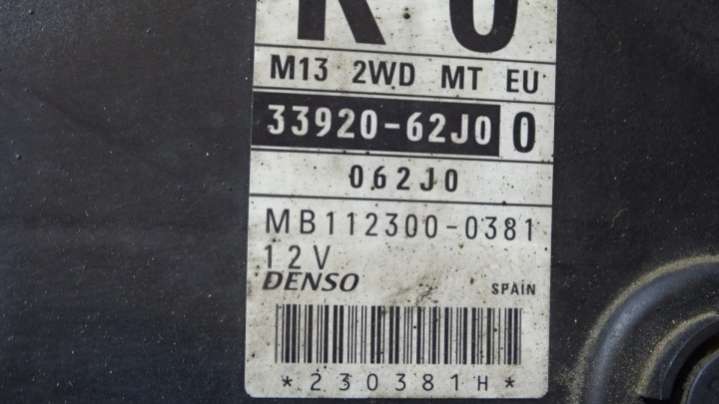 M13 2WD MT EU
33920-62J0 0
062J0
MB112300-0381
12V
DENSO SPAIN
*230381H*